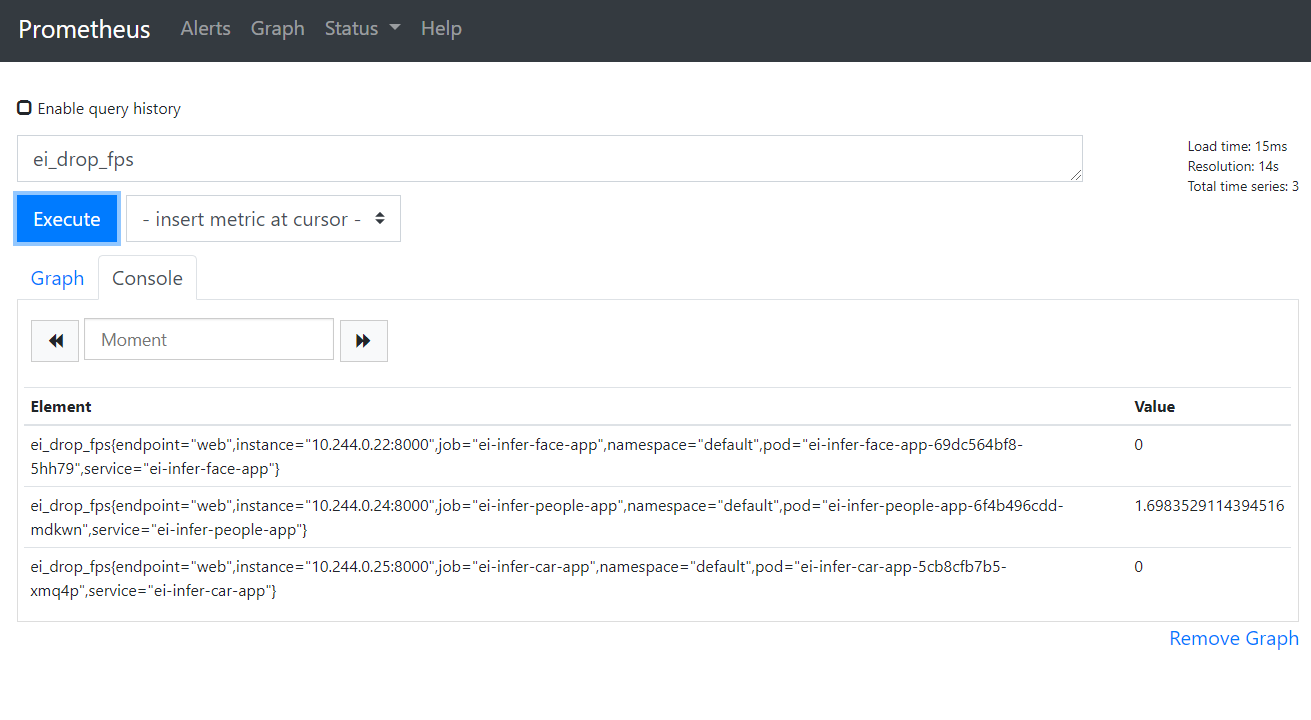 Prometheus Alerts Graph Status Help
Enable query history
ei_drop_fps
Load time: 15ms
Resolution: 14s
Total time series: 3
Execute - insert metric at cursor -
Graph Console
Moment
Element Value
ei_drop_fps{endpoint="web",instance="10.244.0.22:8000",job="ei-infer-face-app",namespace="default",pod="ei-infer-face-app-69dc564bf8- 0
5hh79",service="ei-infer-face-app"}
ei_drop_fps{endpoint="web",instance="10.244.0.24:8000",job="ei-infer-people-app",namespace="default",pod="ei-infer-people-app-6f4b496cdd- 1.6983529114394516
mdkwn",service="ei-infer-people-app"}
ei_drop_fps{endpoint="web",instance="10.244.0.25:8000",job="ei-infer-car-app",namespace="default",pod="ei-infer-car-app-5cb8cfb7b5- 0
xmq4p",service="ei-infer-car-app"}
Remove Graph